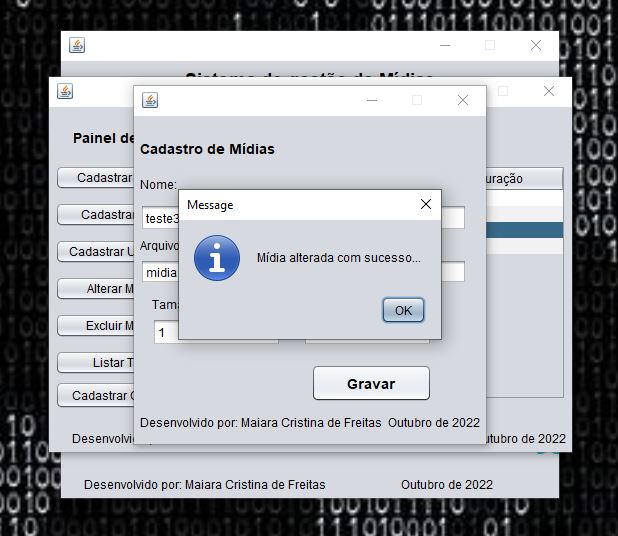 Sistema de gestão de Mídias
Painel de
Cadastrar
Cadastrar
Cadastrar U
Alterar M
Excluir M
Listar T
Cadastrar
Desenvolvido
uração
utubro de 2022
Cadastro de Mídias
Nome:
teste3
Arquivo
midia
Tama
1
Message
Mídia alterada com sucesso...
OK
Gravar
Desenvolvido por: Maiara Cristina de Freitas Outubro de 2022
Desenvolvido por: Maiara Cristina de Freitas Outubro de 2022